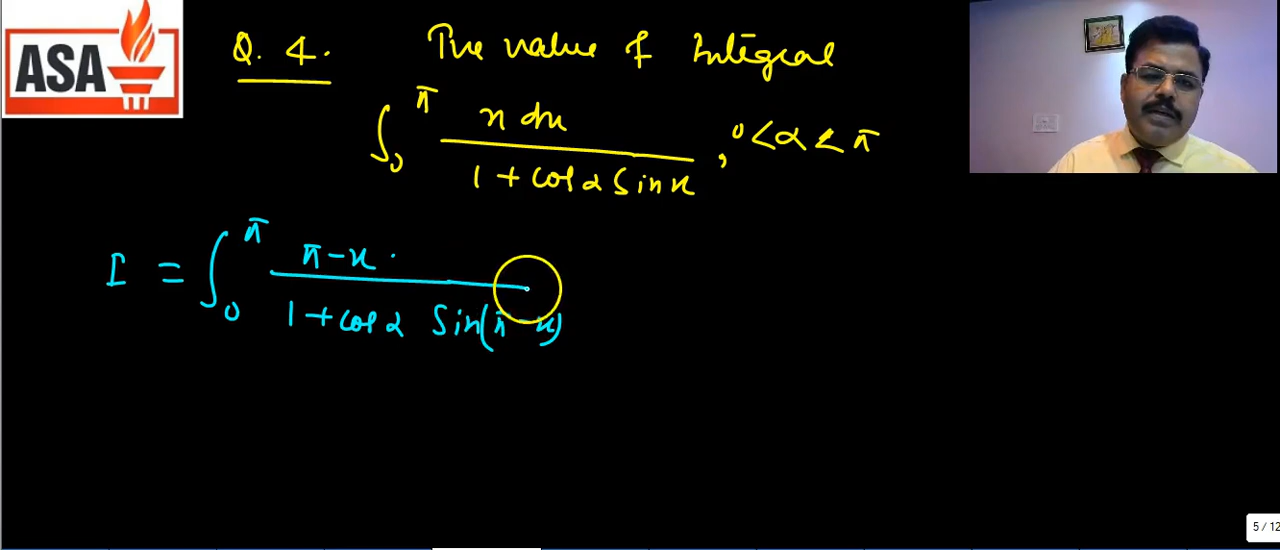 ASA
Q. 4. The value of Integral
∫₀^π x dx / (1 + cos α Sin x) , 0 < α < π
I = ∫₀^π π - x . / (1 + cos α Sin(π - x))
5 / 12